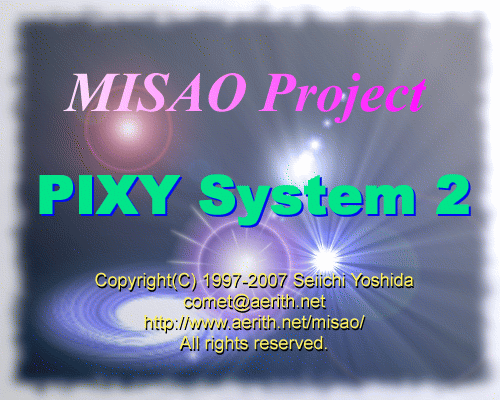 MISAO Project
PIXY System 2
Copyright(C) 1997-2007 Seiichi Yoshida
comet@aerith.net
http://www.aerith.net/misao/
All rights reserved.